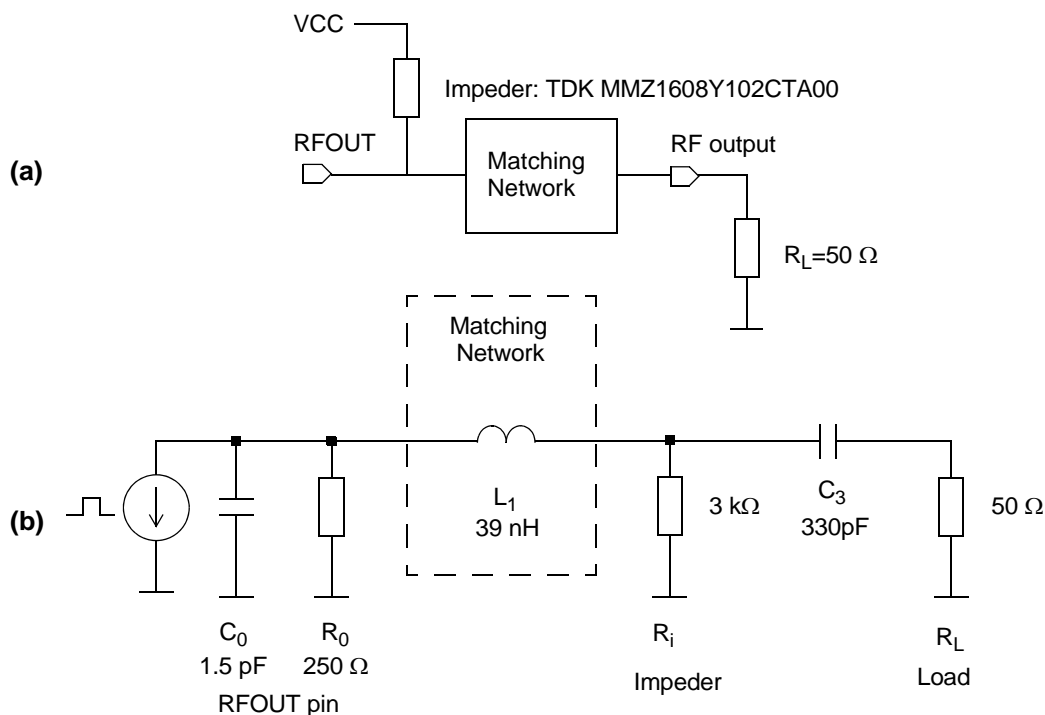 VCC
Impeder: TDK MMZ1608Y102CTA00
RFOUT
RF output
(a)
Matching
Network
R_L=50 Ω
Matching
Network
(b)
L_1
39 nH
3 kΩ
C_3
330pF
50 Ω
C_0
1.5 pF
R_0
250 Ω
RFOUT pin
R_i
Impeder
R_L
Load